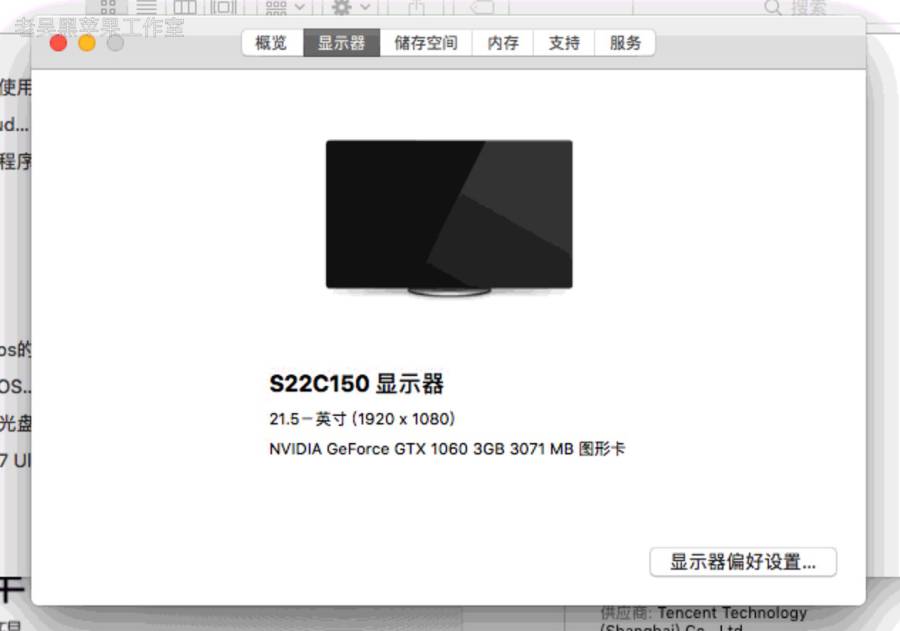 搜索
老吴黑苹果工作室
概览 显示器 储存空间 内存 支持 服务
使用
ud...
程序
os的
OS..
光盘
7 UI
S22C150 显示器
21.5－英寸 (1920 x 1080)
NVIDIA GeForce GTX 1060 3GB 3071 MB 图形卡
显示器偏好设置...
供应商: Tencent Technology
(Shanghai) Co., Ltd